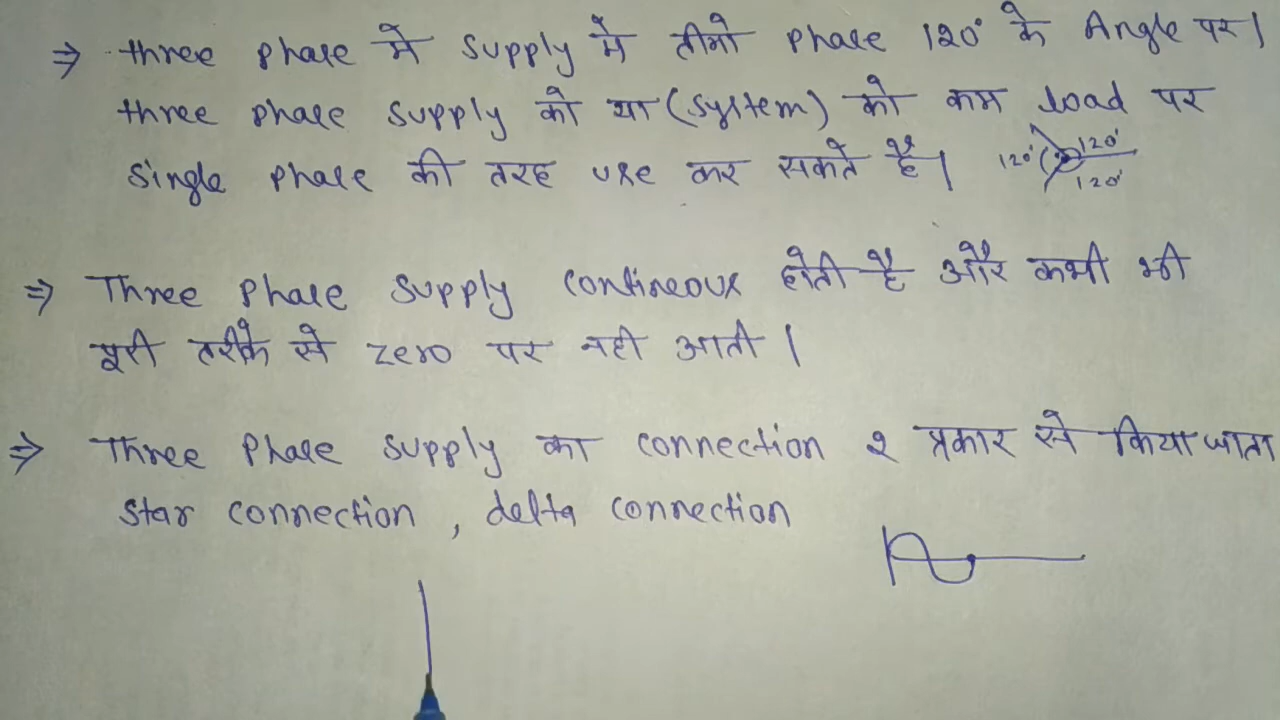 ⇒ three phase में supply में तीनो phase 120° के Angle पर।
three phase supply को या (system) को कम load पर
single phase की तरह use कर सकते है। 120° 120° 120°
⇒ Three phase supply contineoux होती है और कभी भी
पूरी तरीके से zero पर नही आती।
⇒ Three Phase supply का connection २ प्रकार से किया जाता
star connection, delta connection